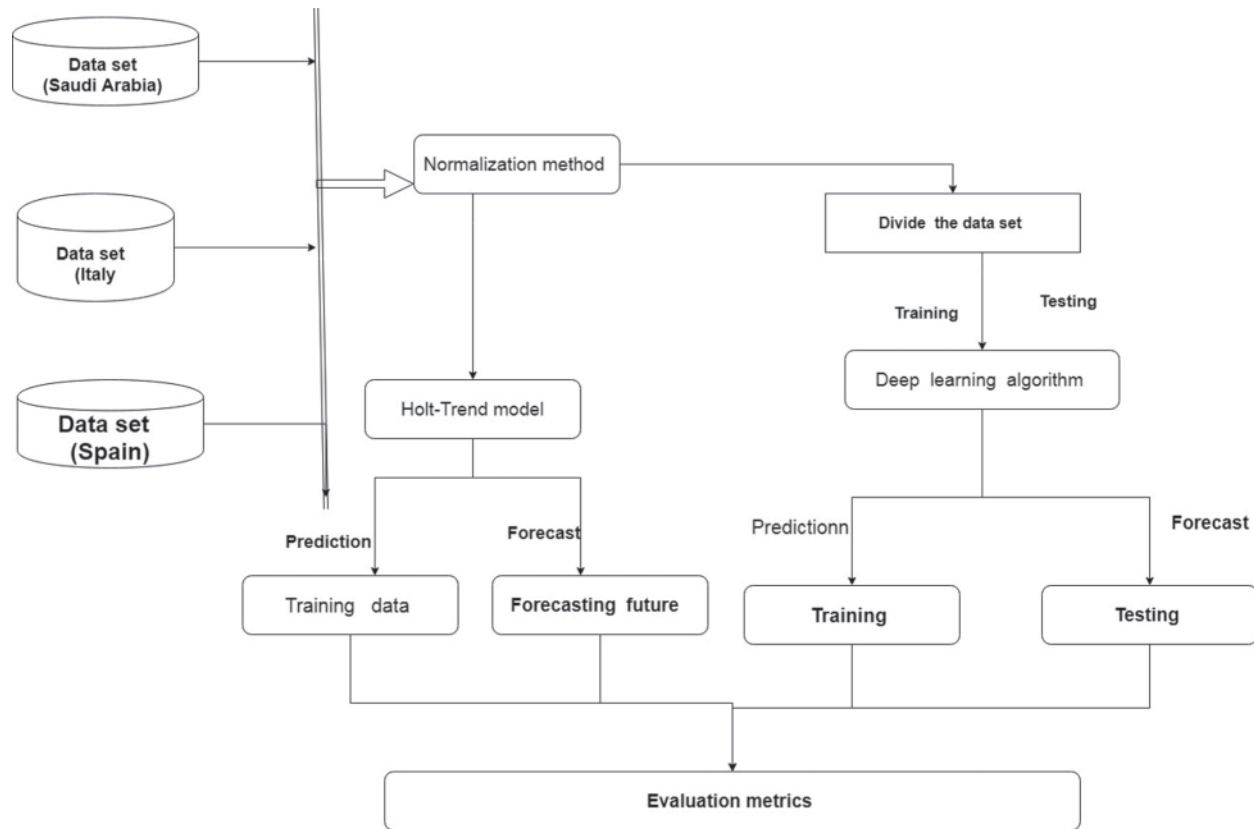 Data set
(Saudi Arabia)
Normalization method
Divide the data set
Data set
(Italy
Training
Testing
Deep learning algorithm
Holt-Trend model
Data set
(Spain)
Prediction
Forecast
Predictionn
Forecast
Training data
Forecasting future
Training
Testing
Evaluation metrics